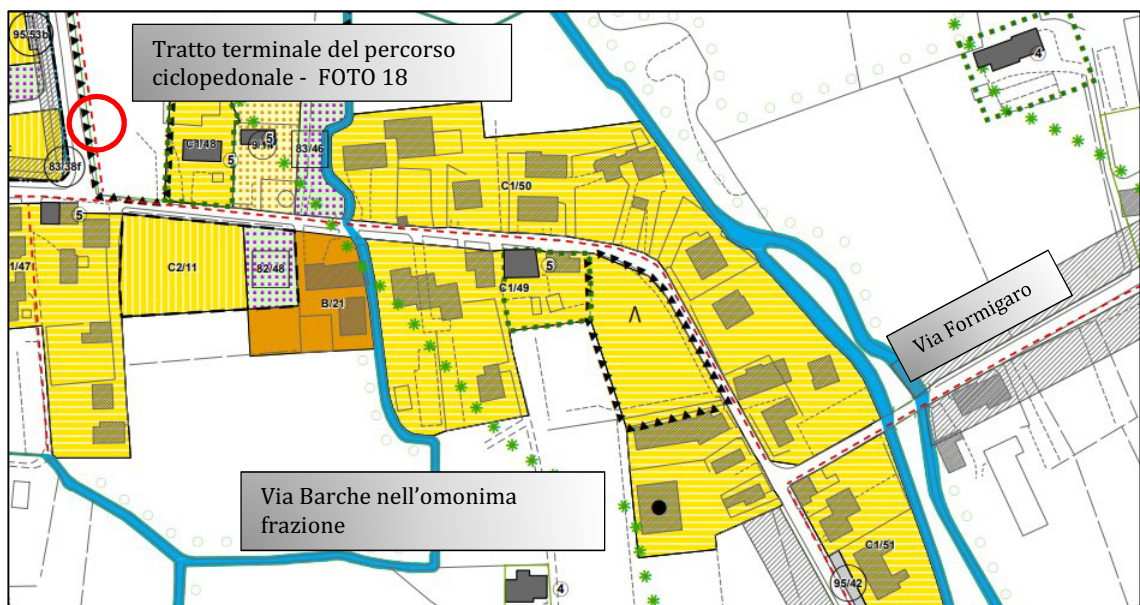 95/53b
Tratto terminale del percorso
ciclopedonale - FOTO 18
4
C1/48
5
5
83/46
83/38f
C1/50
5
1/47
C2/11
82/48
B/21
C1/49
5
Λ
Via Formigaro
Via Barche nell'omonima
frazione
C1/51
4
95/42